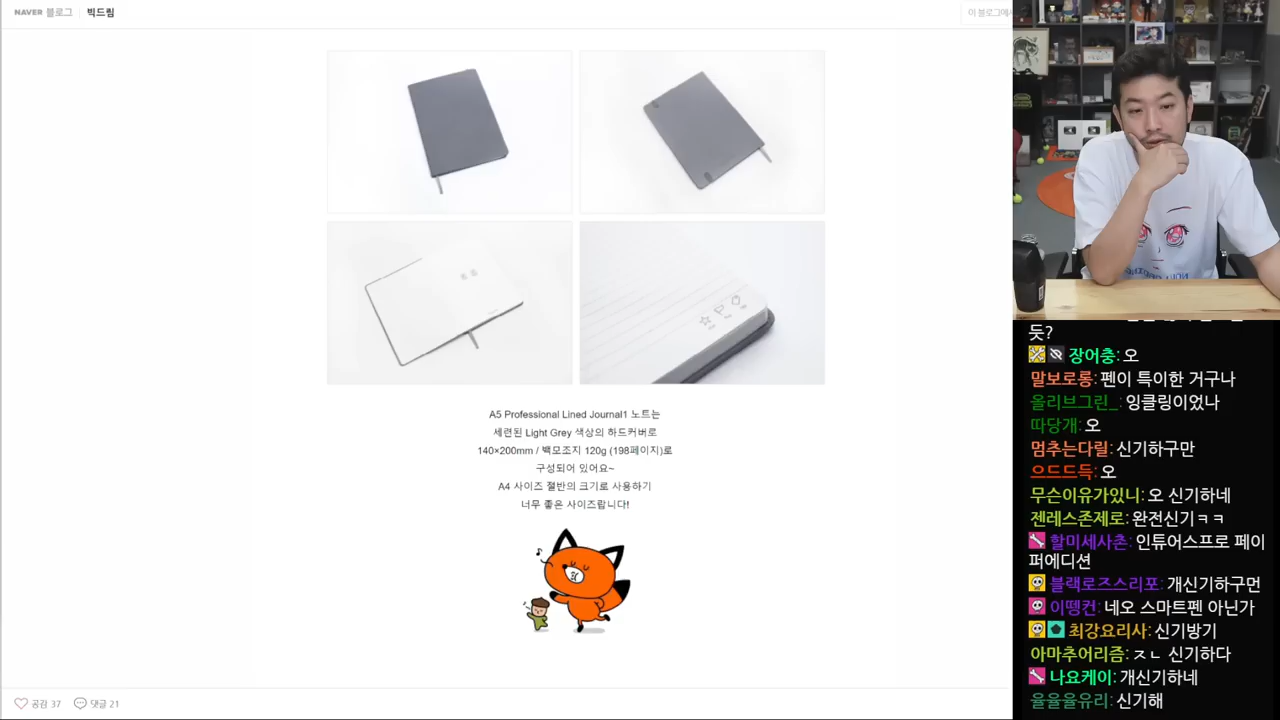 NAVER 블로그
빅드림
이 블로그에서
A5 Professional Lined Journal1 노트는
세련된 Light Grey 색상의 하드커버로
140×200mm / 백모조지 120g (198페이지)로
구성되어 있어요~
A4 사이즈 절반의 크기로 사용하기
너무 좋은 사이즈랍니다!
공감 37
댓글 21
듯?
장어충: 오
말보로롱: 펜이 특이한 거구나
올리브그린_: 잉클링이었나
따당개: 오
멈추는다릴: 신기하구만
으드드득: 오
무슨이유가있니: 오 신기하네
젠레스존제로: 완전신기ㅋㅋ
할미세사촌: 인튜어스프로 페이
퍼에디션
블랙로즈스리포: 개신기하구먼
이뗑컨: 네오 스마트펜 아닌가
최강요리사: 신기방기
아마추어리즘: ㅈㄴ 신기하다
나요케이: 개신기하네
율율율유리: 신기해